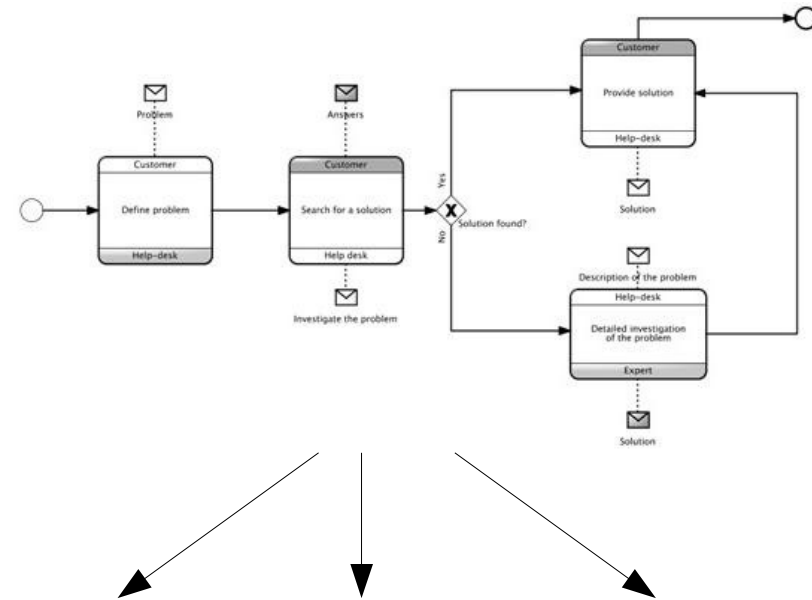 Problem
Customer
Define problem
Help-desk
Answers
Customer
Search for a solution
Help desk
Investigate the problem
Yes
No
Solution found?
Customer
Provide solution
Help-desk
Solution
Description of the problem
Help-desk
Detailed investigation
of the problem
Expert
Solution